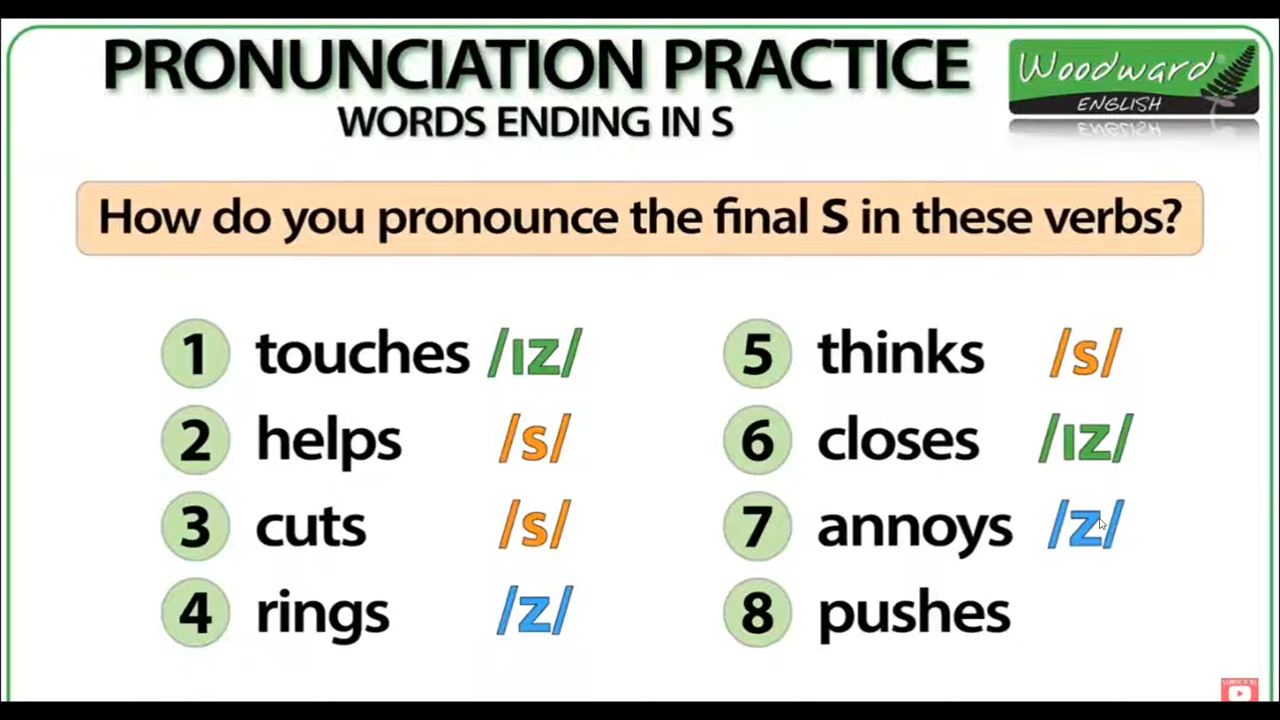 PRONUNCIATION PRACTICE
WORDS ENDING IN S
Woodward®
ENGLISH
How do you pronounce the final S in these verbs?
1 touches /ɪz/
2 helps /s/
3 cuts /s/
4 rings /z/
5 thinks /s/
6 closes /ɪz/
7 annoys /z/
8 pushes
SUBSCRIBE